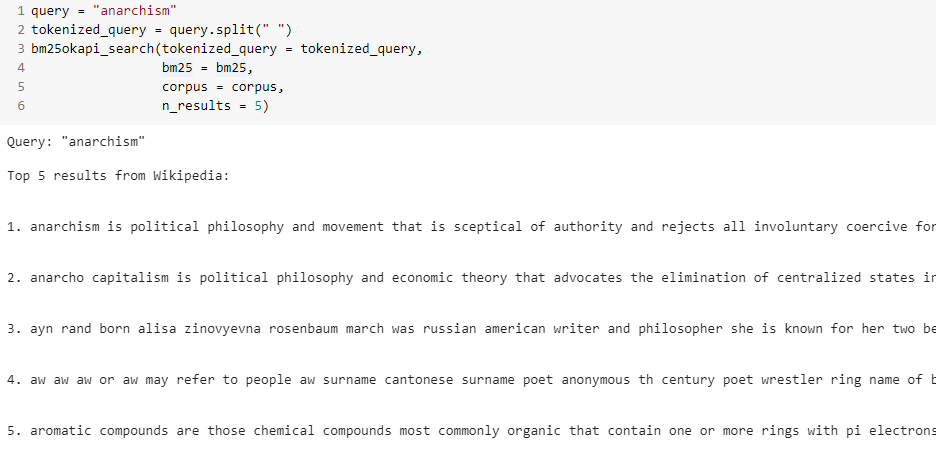 1 query = "anarchism"
2 tokenized_query = query.split(" ")
3 bm25okapi_search(tokenized_query = tokenized_query,
4 bm25 = bm25,
5 corpus = corpus,
6 n_results = 5)
Query: "anarchism"
Top 5 results from Wikipedia:
1. anarchism is political philosophy and movement that is sceptical of authority and rejects all involuntary coercive for
2. anarcho capitalism is political philosophy and economic theory that advocates the elimination of centralized states in
3. ayn rand born alisa zinovyevna rosenbaum march was russian american writer and philosopher she is known for her two be
4. aw aw aw or aw may refer to people aw surname cantonese surname poet anonymous th century poet wrestler ring name of
5. aromatic compounds are those chemical compounds most commonly organic that contain one or more rings with pi electrons